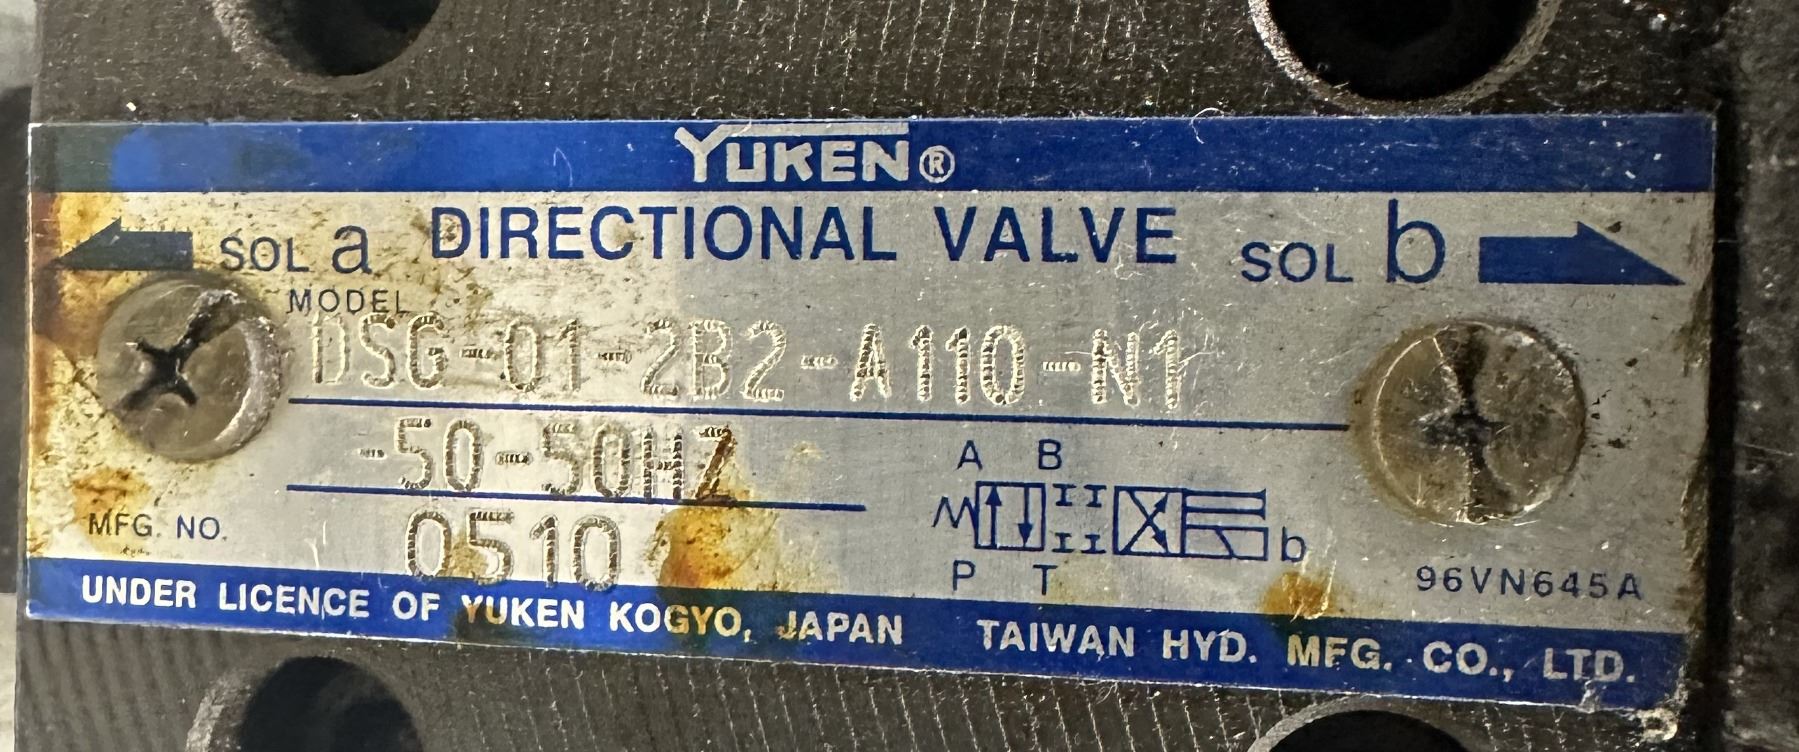 YUKEN®
SOL a DIRECTIONAL VALVE SOL b
MODEL
DSG-01-2B2-A110-N1
-50-50HZ
A B
b
P T
MFG. NO. 0510
96VN645A
UNDER LICENCE OF YUKEN KOGYO, JAPAN TAIWAN HYD. MFG. CO., LTD.